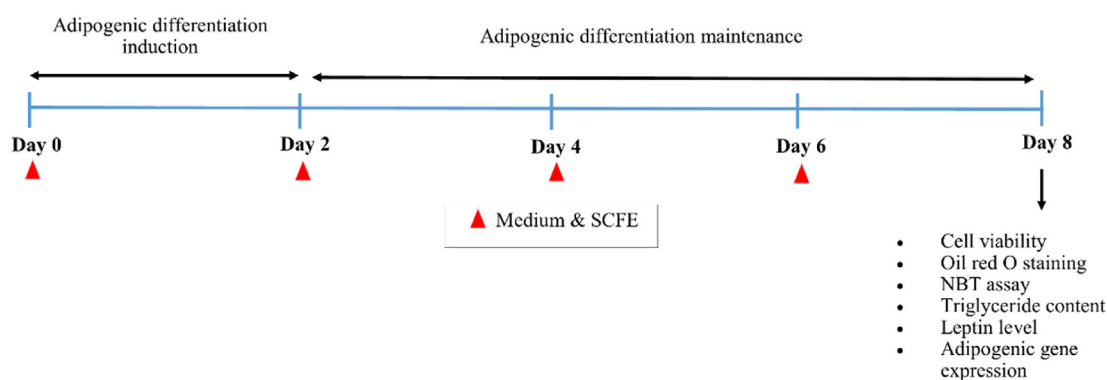 Adipogenic differentiation
induction
Adipogenic differentiation maintenance
Day 0
Day 2
Day 4
Day 6
Day 8
Medium & SCFE
• Cell viability
• Oil red O staining
• NBT assay
• Triglyceride content
• Leptin level
• Adipogenic gene
expression